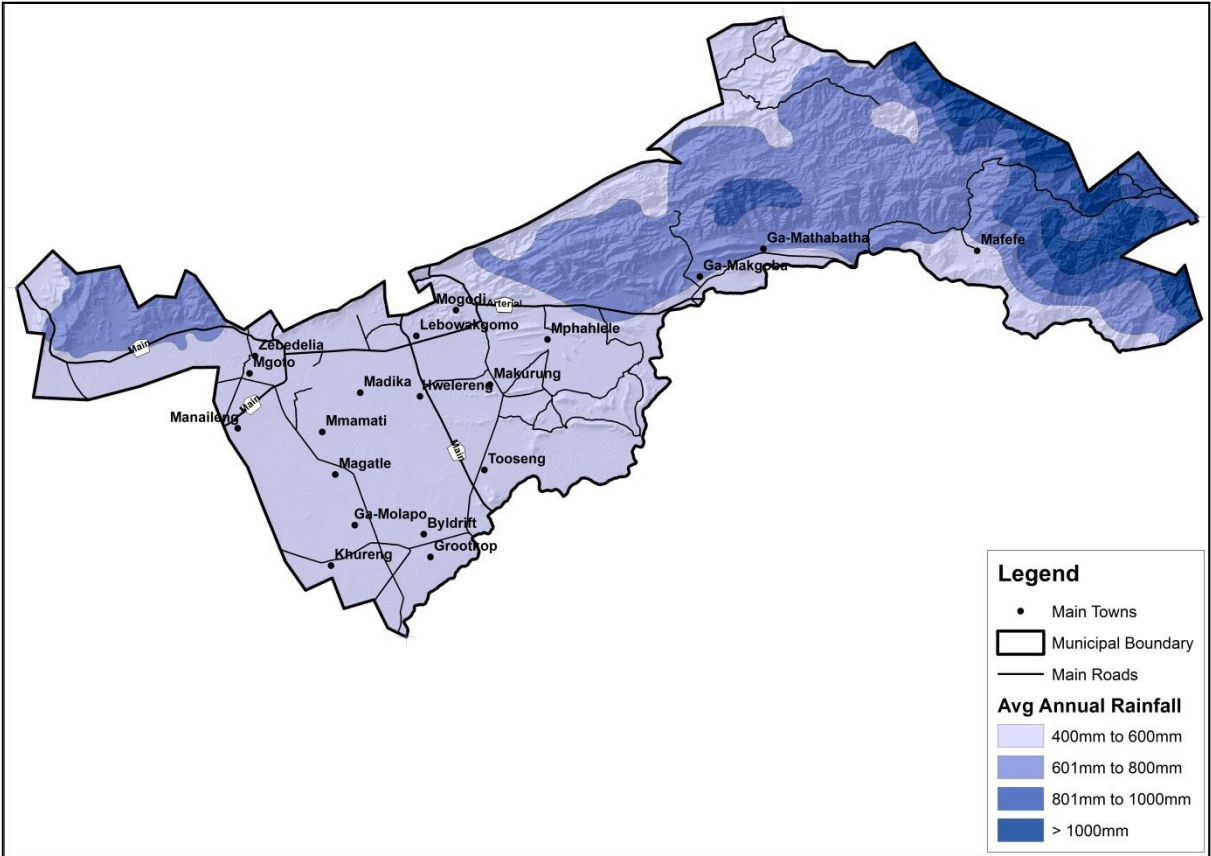 Ga-Mathabatha
Mafefe
Ga-Makgoba
Mogodi
Arterial
Lebowakgomo
Mphahlele
Main
Zebedelia
Mgoto
Madika
Hwelereng
Makurung
Main
Manaileng
Mmamati
Main
Magatle
Tooseng
Ga-Molapo
Byldrift
Khureng
Grootkop
Legend
Main Towns
Municipal Boundary
Main Roads
Avg Annual Rainfall
400mm to 600mm
601mm to 800mm
801mm to 1000mm
> 1000mm